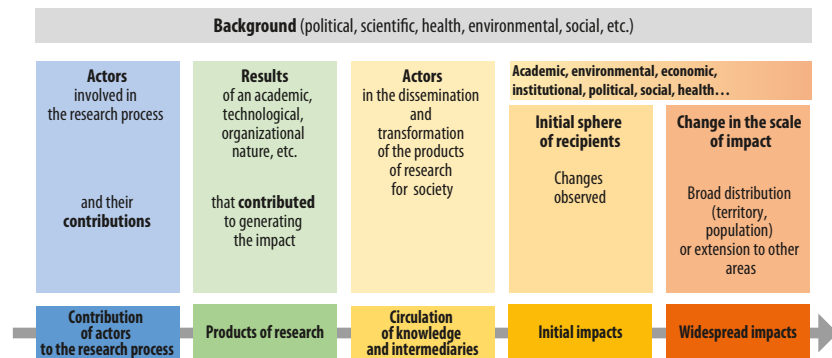 Background (political, scientific, health, environmental, social, etc.)
Actors
involved in
the research process
and their
contributions
Results
of an academic,
technological,
organizational
nature, etc.
that contributed
to generating
the impact
Actors
in the dissemination
and
transformation
of the products
of research
for society
Academic, environmental, economic,
institutional, political, social, health…
Initial sphere
of recipients
Changes
observed
Change in the scale
of impact
Broad distribution
(territory,
population)
or extension to other
areas
Contribution
of actors
to the research process
Products of research
Circulation
of knowledge
and intermediaries
Initial impacts
Widespread impacts